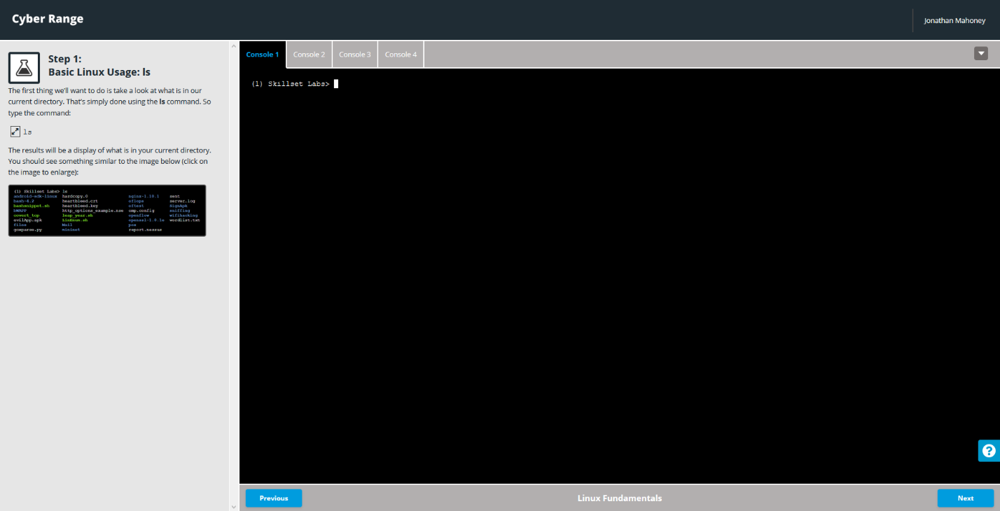 Cyber Range
Jonathan Mahoney
Step 1:
Basic Linux Usage: ls
The first thing we'll want to do is take a look at what is in our
current directory. That's simply done using the ls command. So
type the command:
ls
The results will be a display of what is in your current directory.
You should see something similar to the image below (click on
the image to enlarge):
(1) Skillset Labs> ls
android-sdk-linux hardcopy.0 nginx-1.10.1 sent
bash-4.2 heartbleed.crt oflops server.log
bashsnippet.sh heartbleed.key oftest SignApk
bWAPP http_options_example.nse omp.config sniffing
covert_tcp leap_year.sh openflow wifihacking
evilApp.apk LinEnum.sh openssl-1.0.1e wordlist.txt
files Mail pox
gomparse.py mininet report.nessus
Console 1
Console 2
Console 3
Console 4
(1) Skillset Labs>
?
Previous
Linux Fundamentals
Next